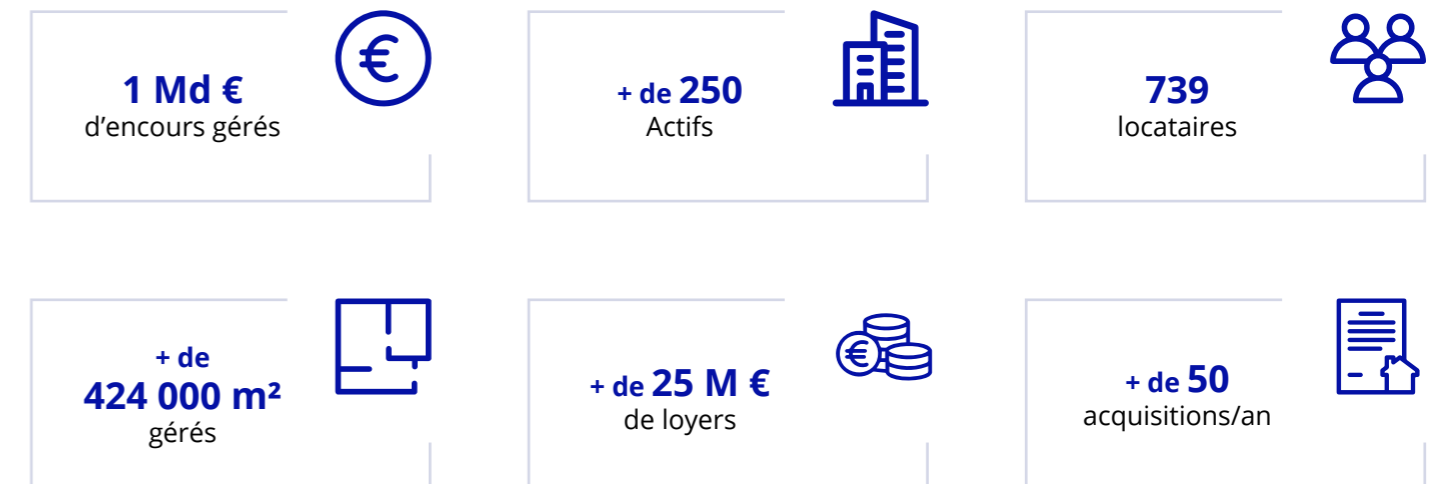 1 Md €
d’encours gérés
+ de 250
Actifs
739
locataires
+ de
424 000 m²
gérés
+ de 25 M €
de loyers
+ de 50
acquisitions/an